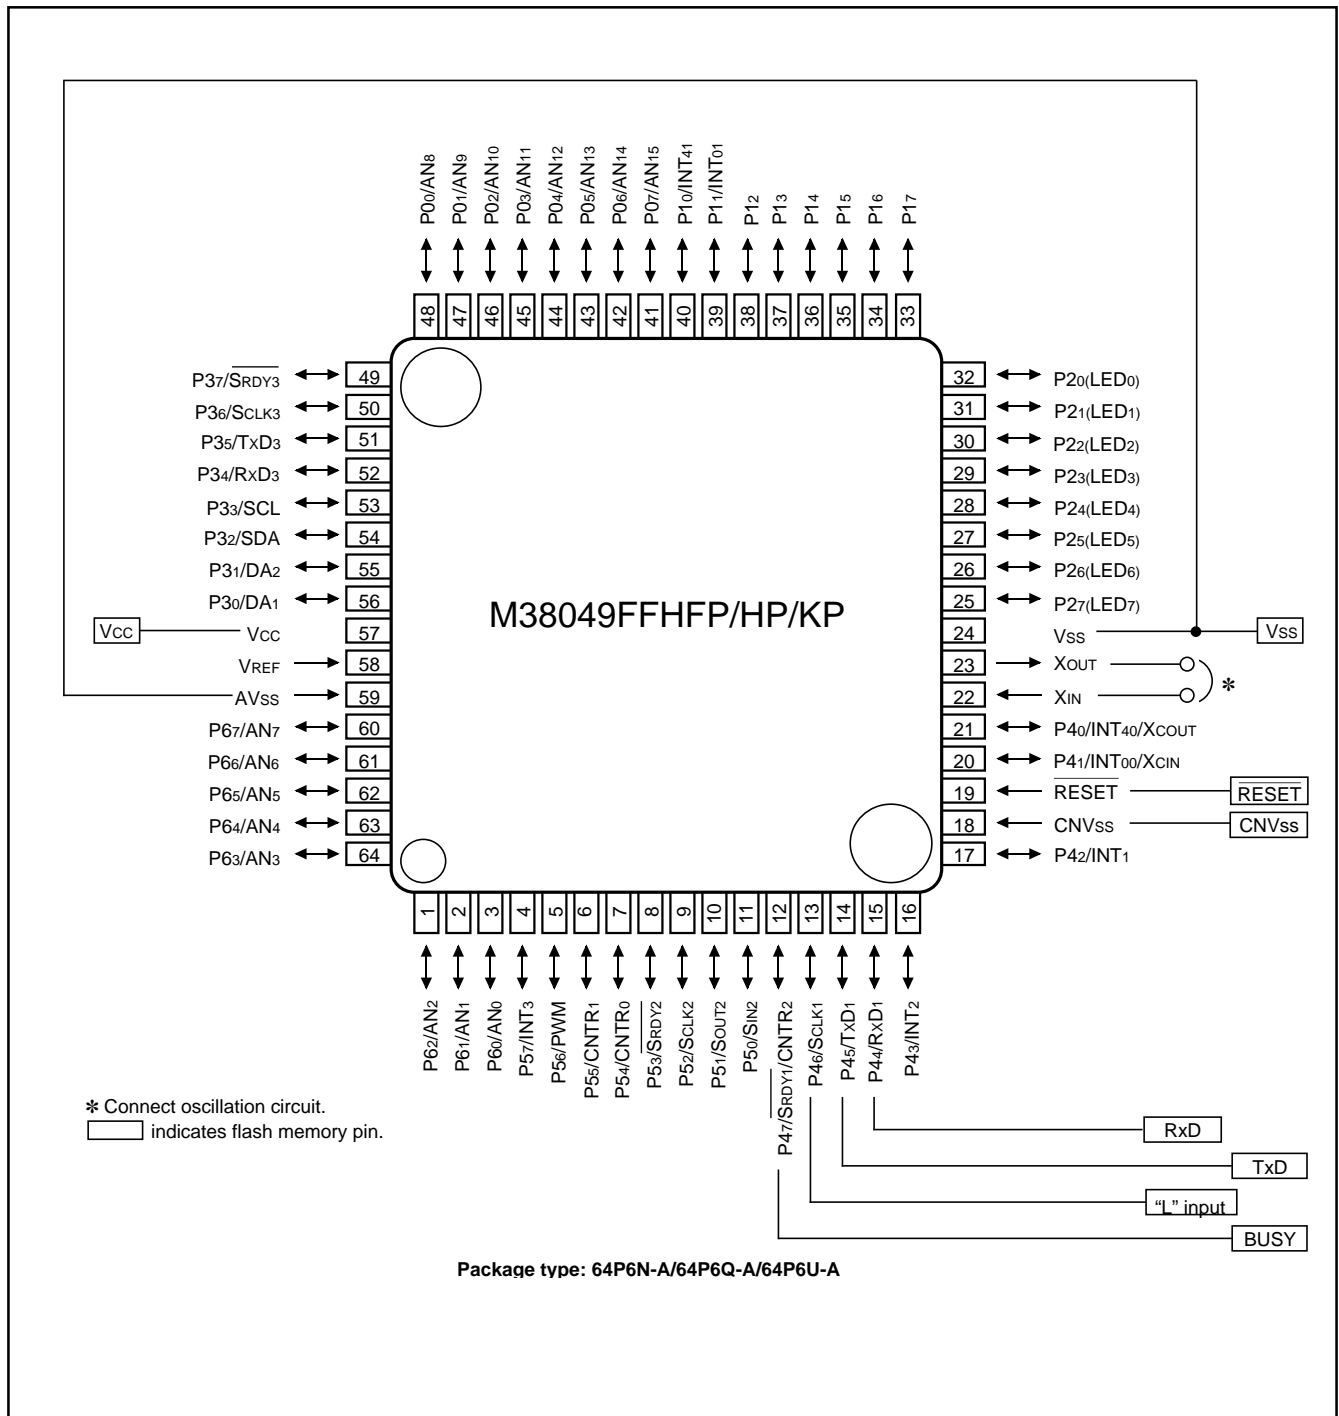 P00/AN8
P01/AN9
P02/AN10
P03/AN11
P04/AN12
P05/AN13
P06/AN14
P07/AN15
P10/INT41
P11/INT01
P12
P13
P14
P15
P16
P17
48 47 46 45 44 43 42 41 40 39 38 37 36 35 34 33
P37/SRDY3 49
P36/SCLK3 50
P35/TXD3 51
P34/RXD3 52
P33/SCL 53
P32/SDA 54
P31/DA2 55
P30/DA1 56
VCC VCC 57
VREF 58
AVSS 59
P67/AN7 60
P66/AN6 61
P65/AN5 62
P64/AN4 63
P63/AN3 64
M38049FFHFP/HP/KP
32 P20(LED0)
31 P21(LED1)
30 P22(LED2)
29 P23(LED3)
28 P24(LED4)
27 P25(LED5)
26 P26(LED6)
25 P27(LED7)
24 VSS VSS
23 XOUT
22 XIN ✻
21 P40/INT40/XCOUT
20 P41/INT00/XCIN
19 RESET RESET
18 CNVSS CNVss
17 P42/INT1
1 2 3 4 5 6 7 8 9 10 11 12 13 14 15 16
P62/AN2
P61/AN1
P60/AN0
P57/INT3
P56/PWM
P55/CNTR1
P54/CNTR0
P53/SRDY2
P52/SCLK2
P51/SOUT2
P50/SIN2
P47/SRDY1/CNTR2
P46/SCLK1
P45/TXD1
P44/RXD1
P43/INT2
✻ Connect oscillation circuit.
indicates flash memory pin.
RxD
TxD
“L” input
BUSY
Package type: 64P6N-A/64P6Q-A/64P6U-A